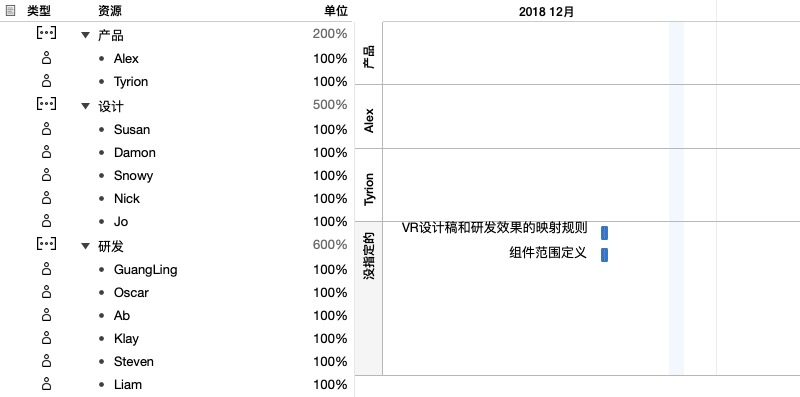 类型 资源 单位
产品 200%
Alex 100%
Tyrion 100%
设计 500%
Susan 100%
Damon 100%
Snowy 100%
Nick 100%
Jo 100%
研发 600%
GuangLing 100%
Oscar 100%
Ab 100%
Klay 100%
Steven 100%
Liam 100%
2018 12月
产品
Alex
Tyrion
没指定的
VR设计稿和研发效果的映射规则
组件范围定义